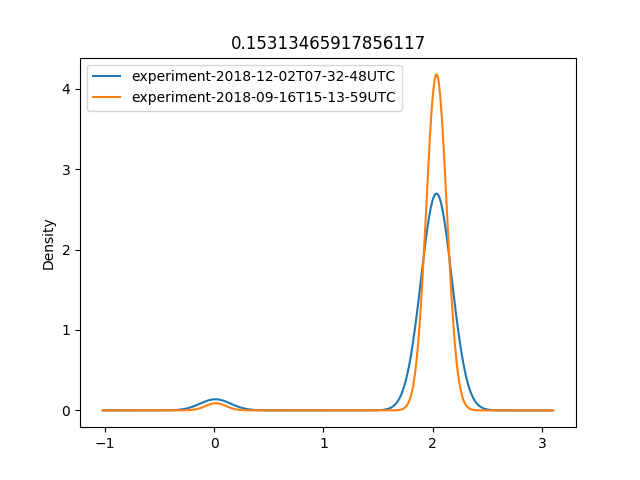 0.15313465917856117
experiment-2018-12-02T07-32-48UTC
experiment-2018-09-16T15-13-59UTC
Density
4
3
2
1
0
−1 0 1 2 3